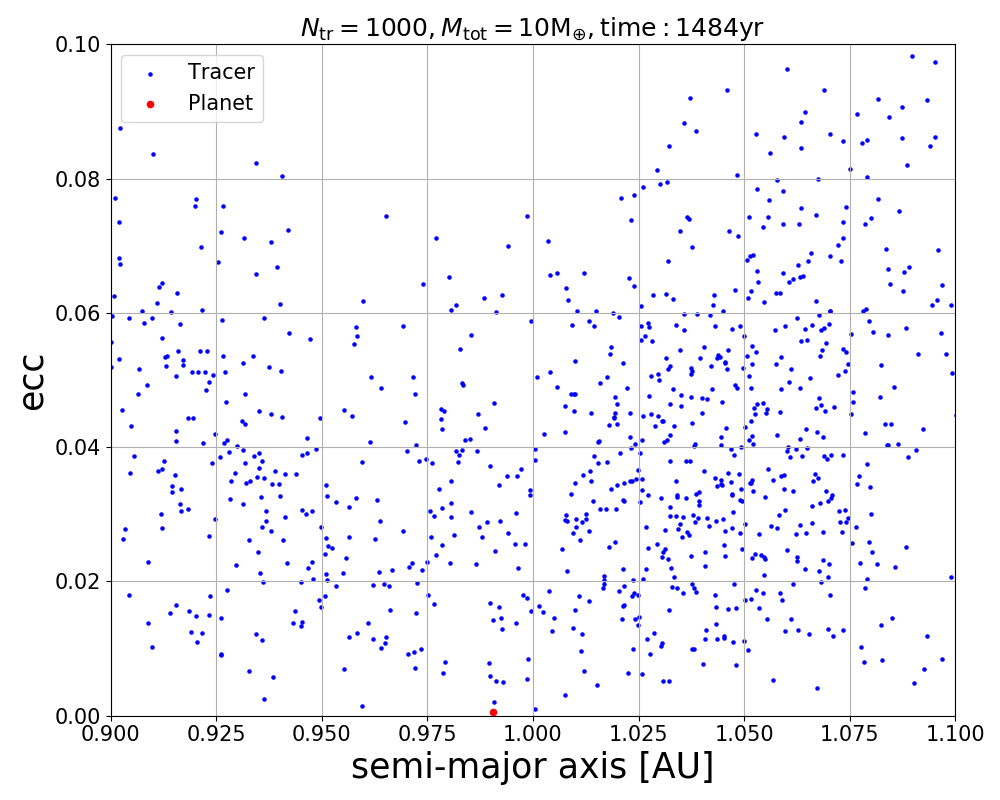 N_tr = 1000, M_tot = 10M_⊕, time : 1484yr
0.10
Tracer
Planet
0.08
0.06
0.04
0.02
0.00
0.900 0.925 0.950 0.975 1.000 1.025 1.050 1.075 1.100
ecc
semi-major axis [AU]